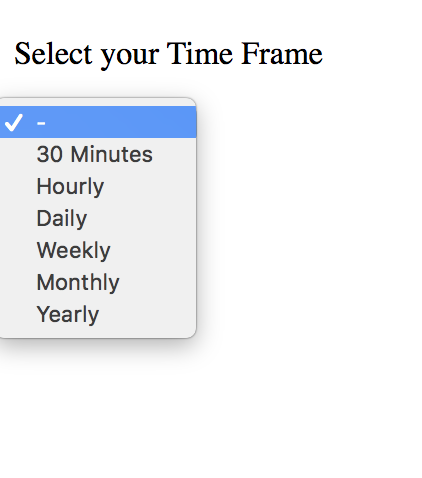 Select your Time Frame
✓ -
30 Minutes
Hourly
Daily
Weekly
Monthly
Yearly